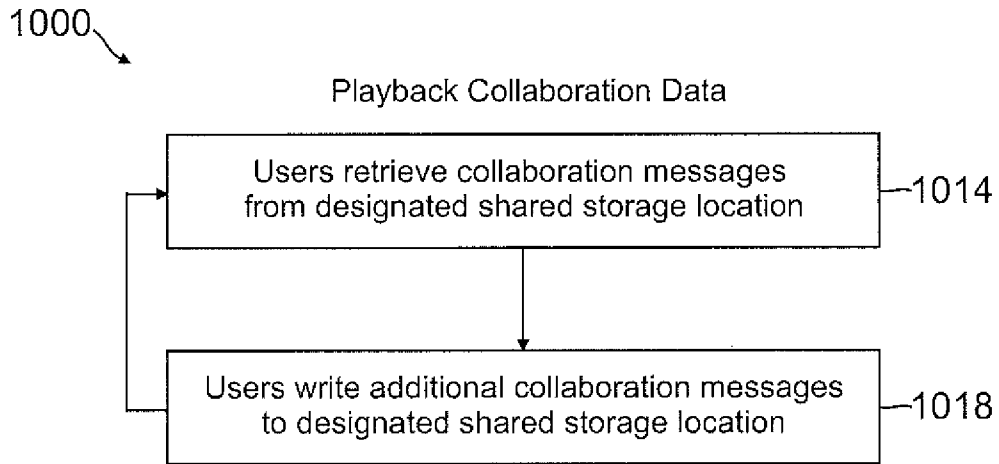 1000
Playback Collaboration Data
Users retrieve collaboration messages
from designated shared storage location
1014
Users write additional collaboration messages
to designated shared storage location
1018